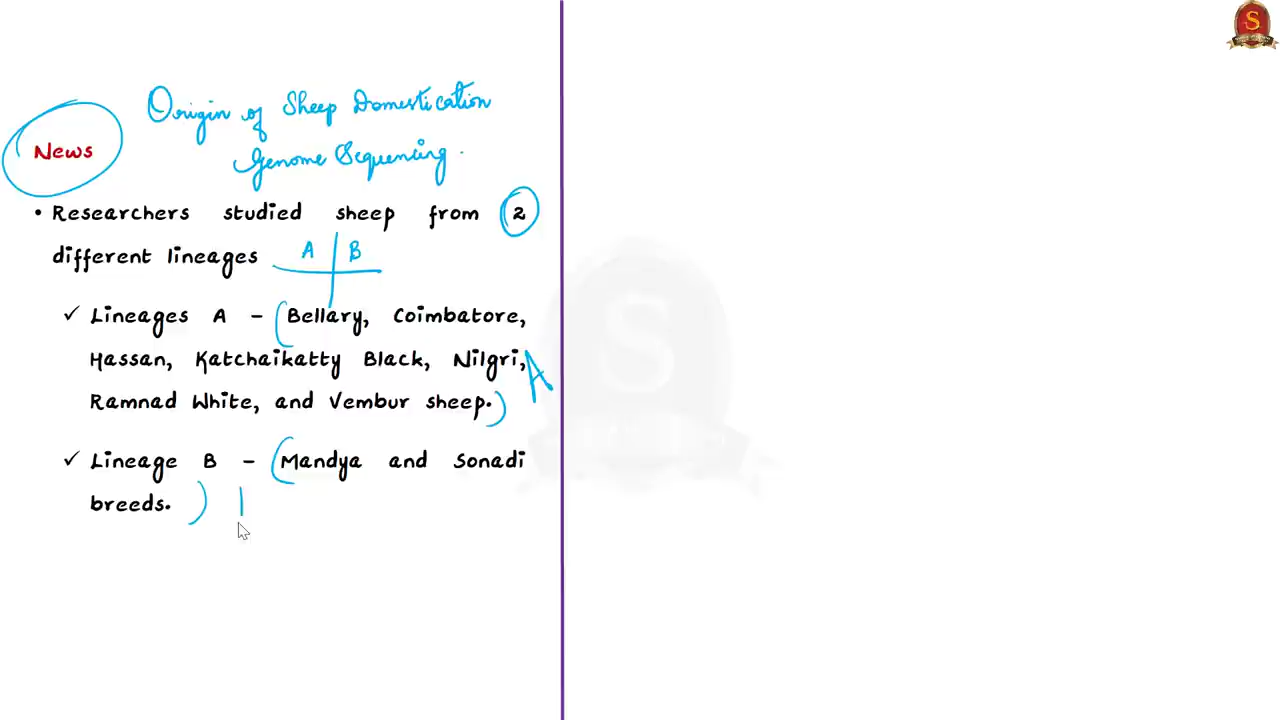 Origin of Sheep Domestication
News
Genome Sequencing.
• Researchers studied sheep from 2
different lineages A B
✓ Lineages A - (Bellary, Coimbatore,
Hassan, Katchaikatty Black, Nilgri,
A
Ramnad White, and Vembur sheep.)
✓ Lineage B - (Mandya and Sonadi
breeds. )
S
S